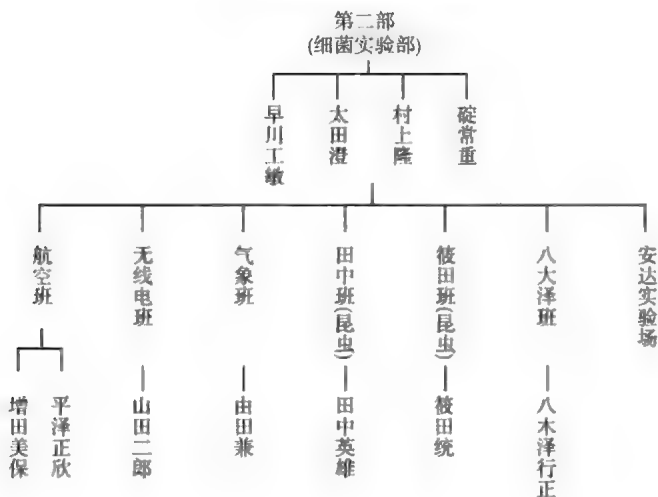 第二部
(细菌实验部)
早川工敏
太田澄
村上隆
碇常重
航空班
无线电班
气象班
田中班(昆虫)
筱田班(昆虫)
八大泽班
安达实验场
增田美保
平泽正欣
山田二郎
由田兼
田中英雄
筱田统
八木泽行正